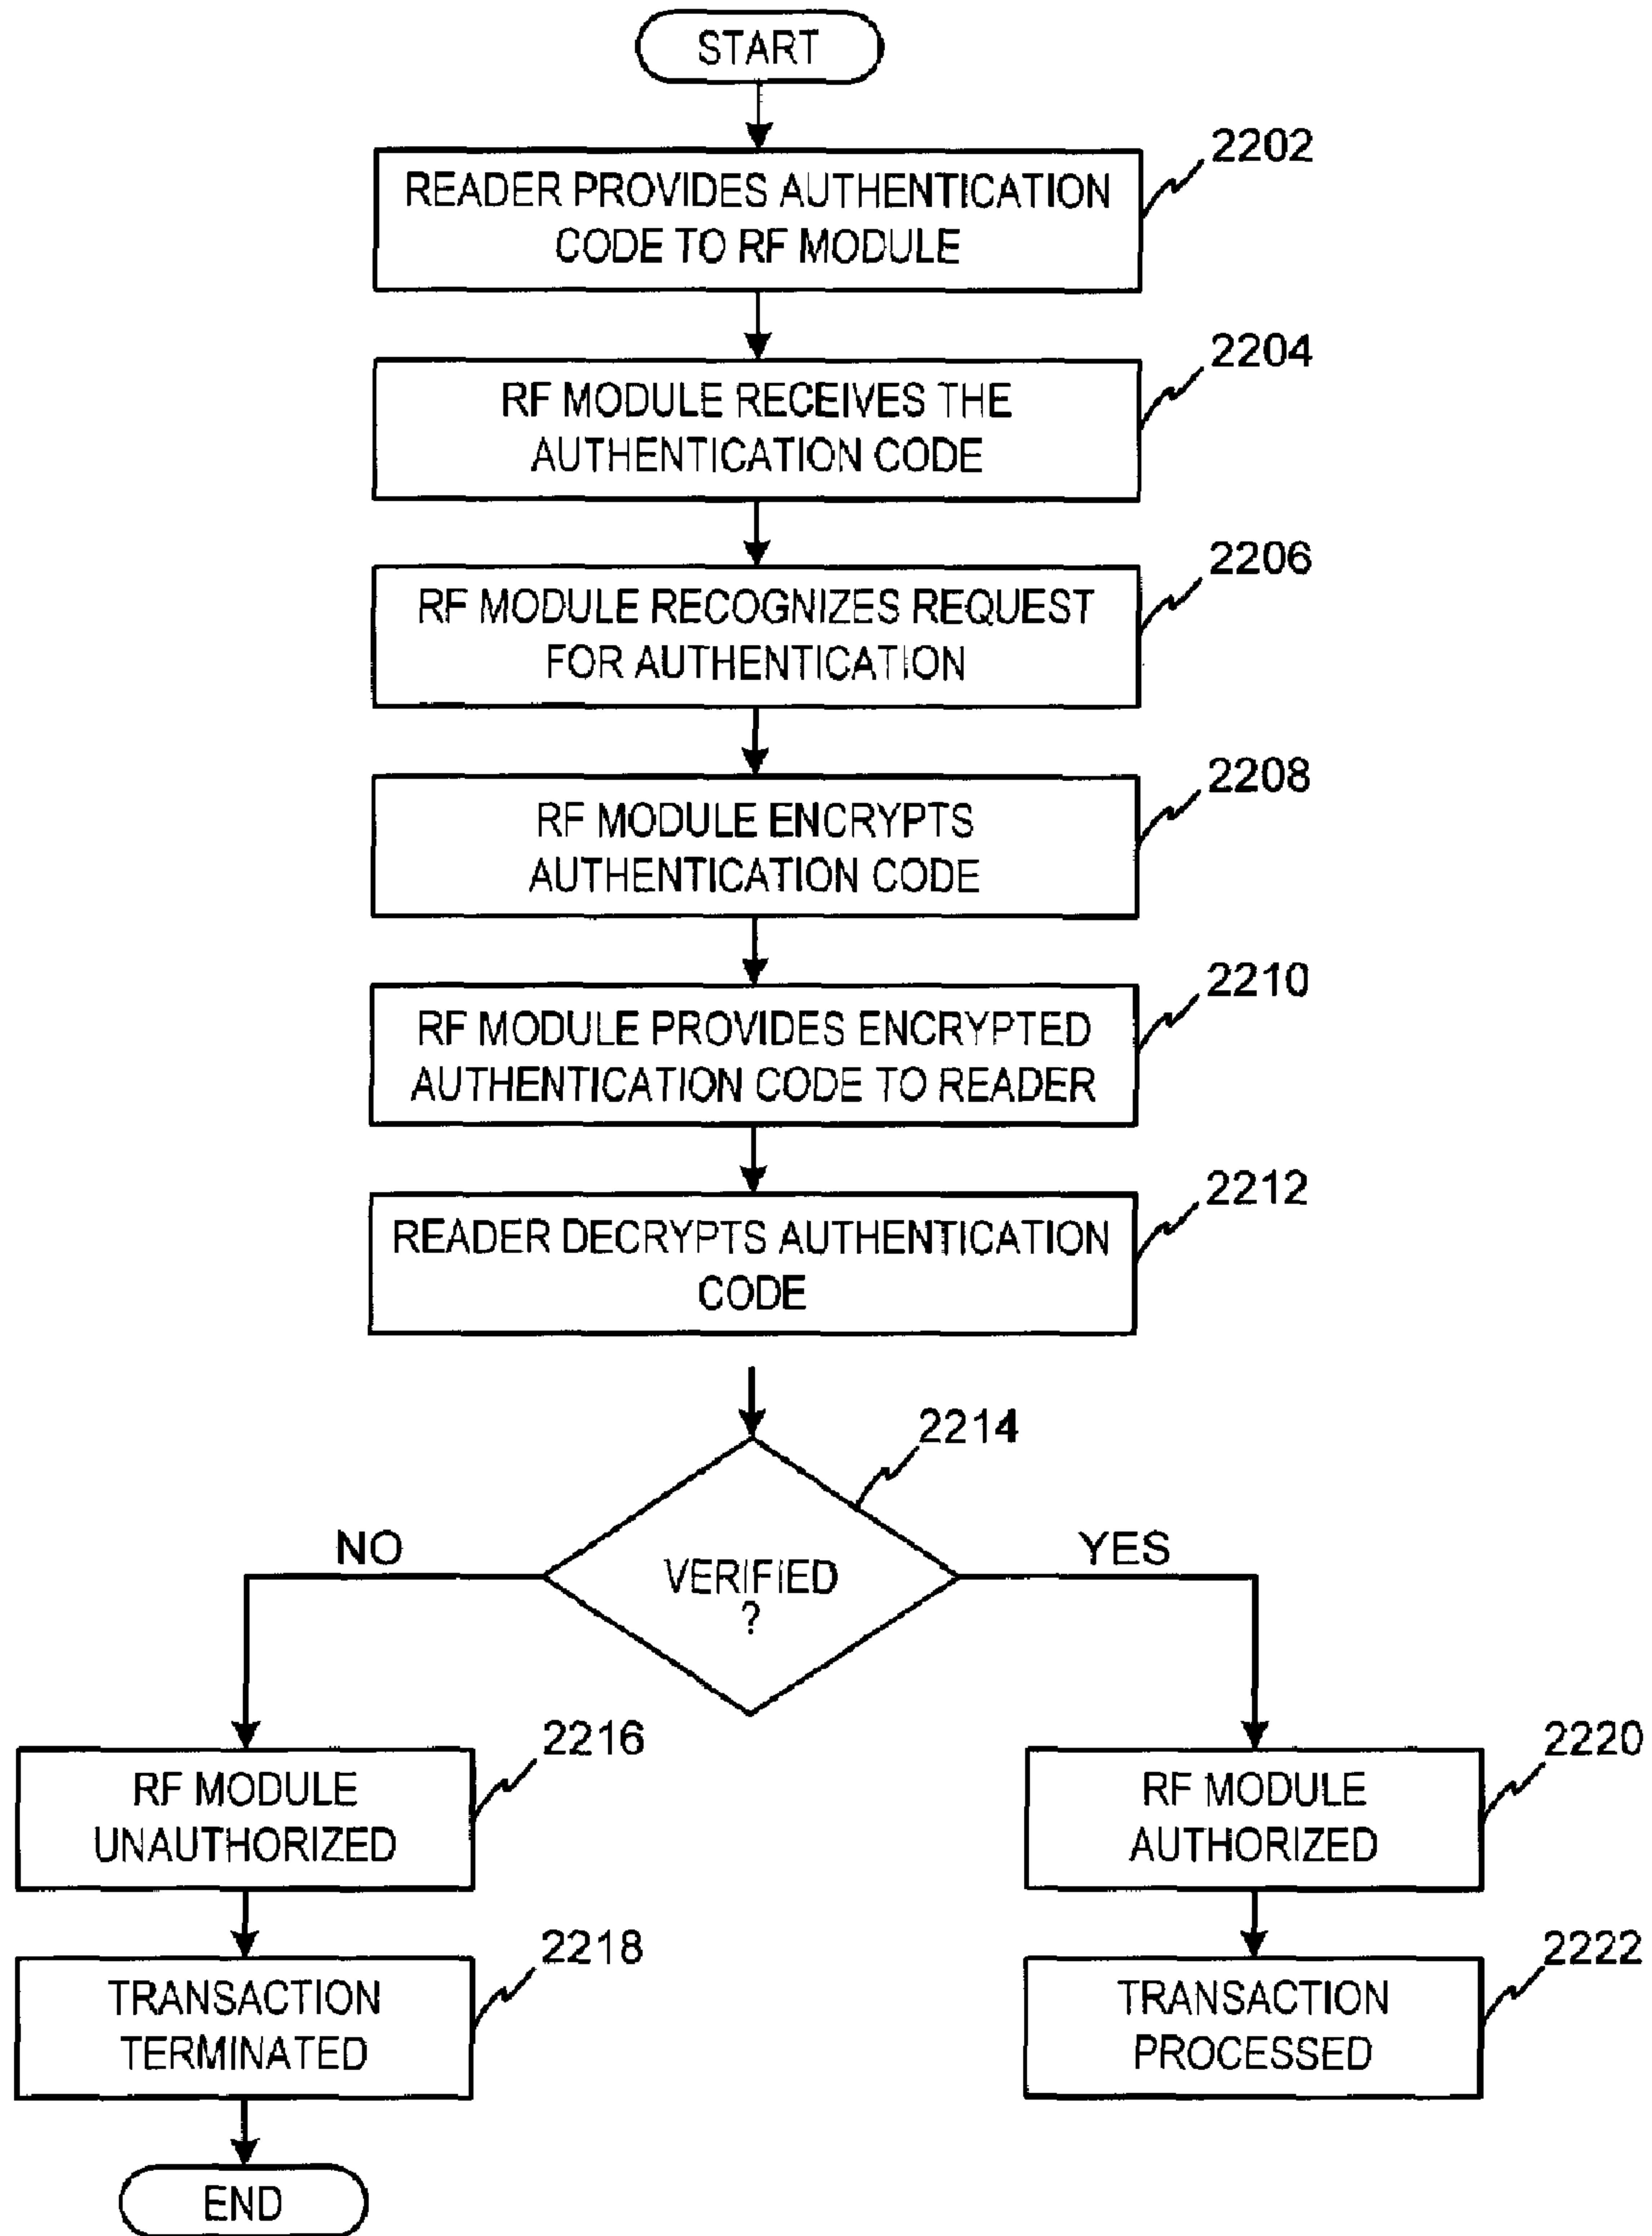 START
2202
READER PROVIDES AUTHENTICATION
CODE TO RF MODULE
2204
RF MODULE RECEIVES THE
AUTHENTICATION CODE
2206
RF MODULE RECOGNIZES REQUEST
FOR AUTHENTICATION
2208
RF MODULE ENCRYPTS
AUTHENTICATION CODE
2210
RF MODULE PROVIDES ENCRYPTED
AUTHENTICATION CODE TO READER
2212
READER DECRYPTS AUTHENTICATION
CODE
2214
NO
VERIFIED
?
YES
2216
RF MODULE
UNAUTHORIZED
2220
RF MODULE
AUTHORIZED
2218
TRANSACTION
TERMINATED
2222
TRANSACTION
PROCESSED
END